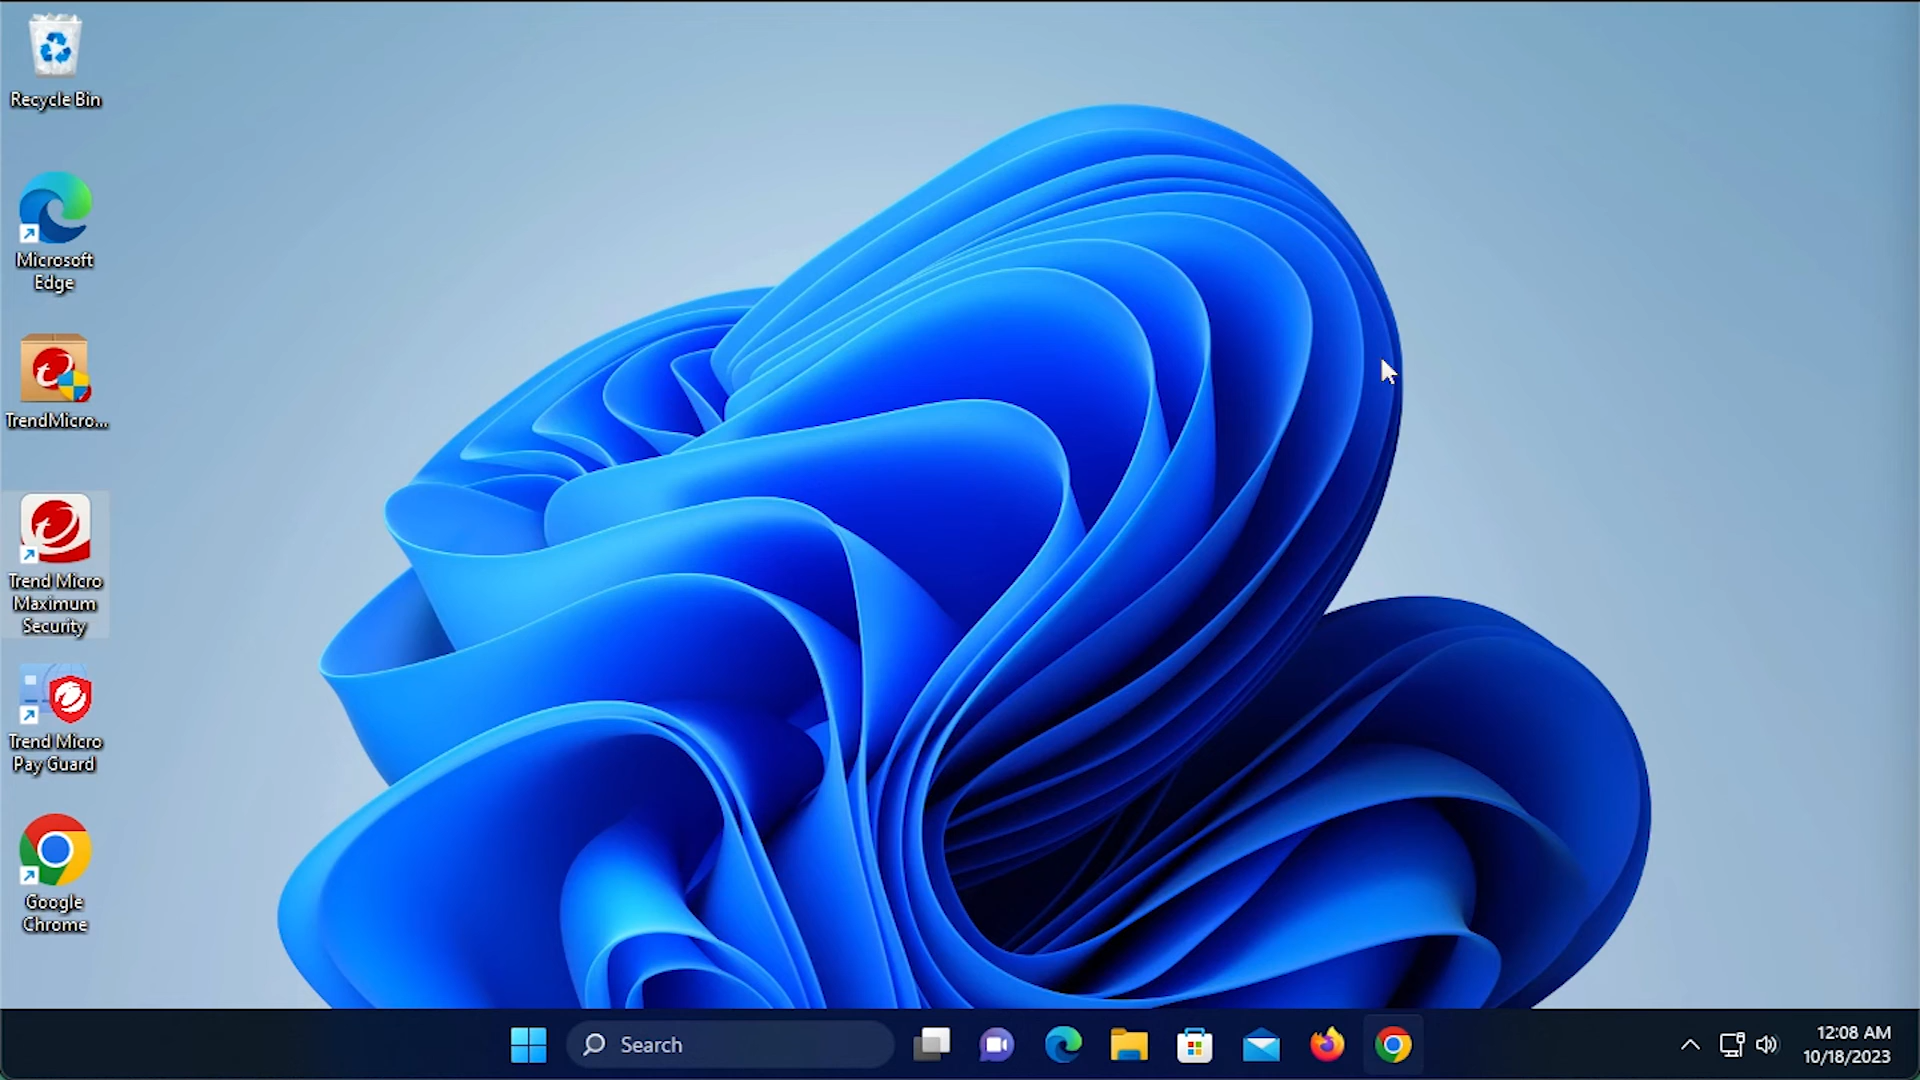 Recycle Bin
Microsoft
Edge
TrendMicro...
Trend Micro
Maximum
Security
Trend Micro
Pay Guard
Google
Chrome
Search
12:08 AM
10/18/2023